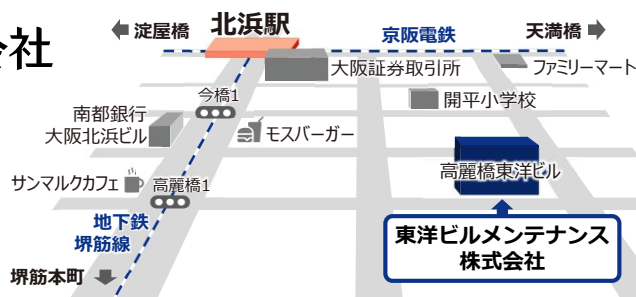 会社
淀屋橋
北浜駅
京阪電鉄
天満橋
大阪証券取引所
ファミリーマート
今橋1
開平小学校
南都銀行
大阪北浜ビル
モスバーガー
高麗橋東洋ビル
サンマルクカフェ
高麗橋1
地下鉄
堺筋線
東洋ビルメンテナンス
株式会社
堺筋本町